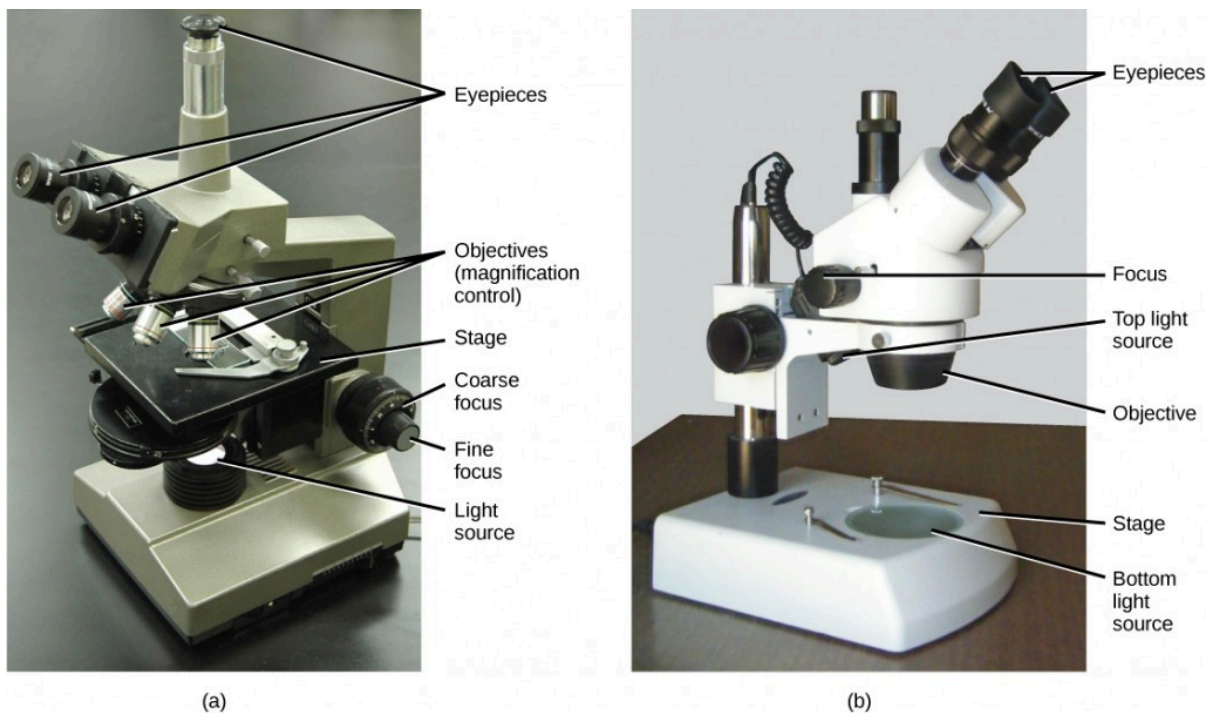 Eyepieces
Objectives
(magnification
control)
Stage
Coarse
focus
Fine
focus
Light
source
(a)
Eyepieces
Focus
Top light
source
Objective
Stage
Bottom
light
source
(b)